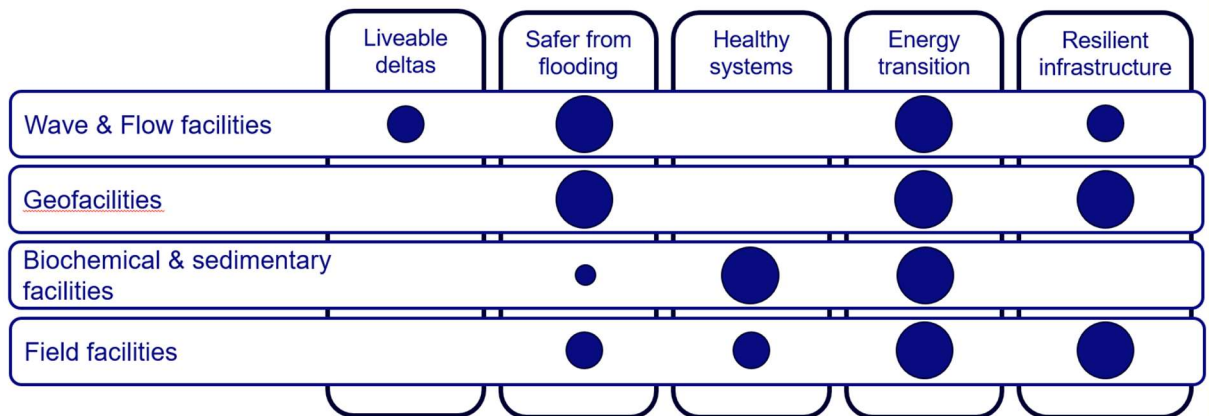 Liveable
deltas
Safer from
flooding
Healthy
systems
Energy
transition
Resilient
infrastructure
Wave & Flow facilities
Geofacilities
Biochemical & sedimentary
facilities
Field facilities